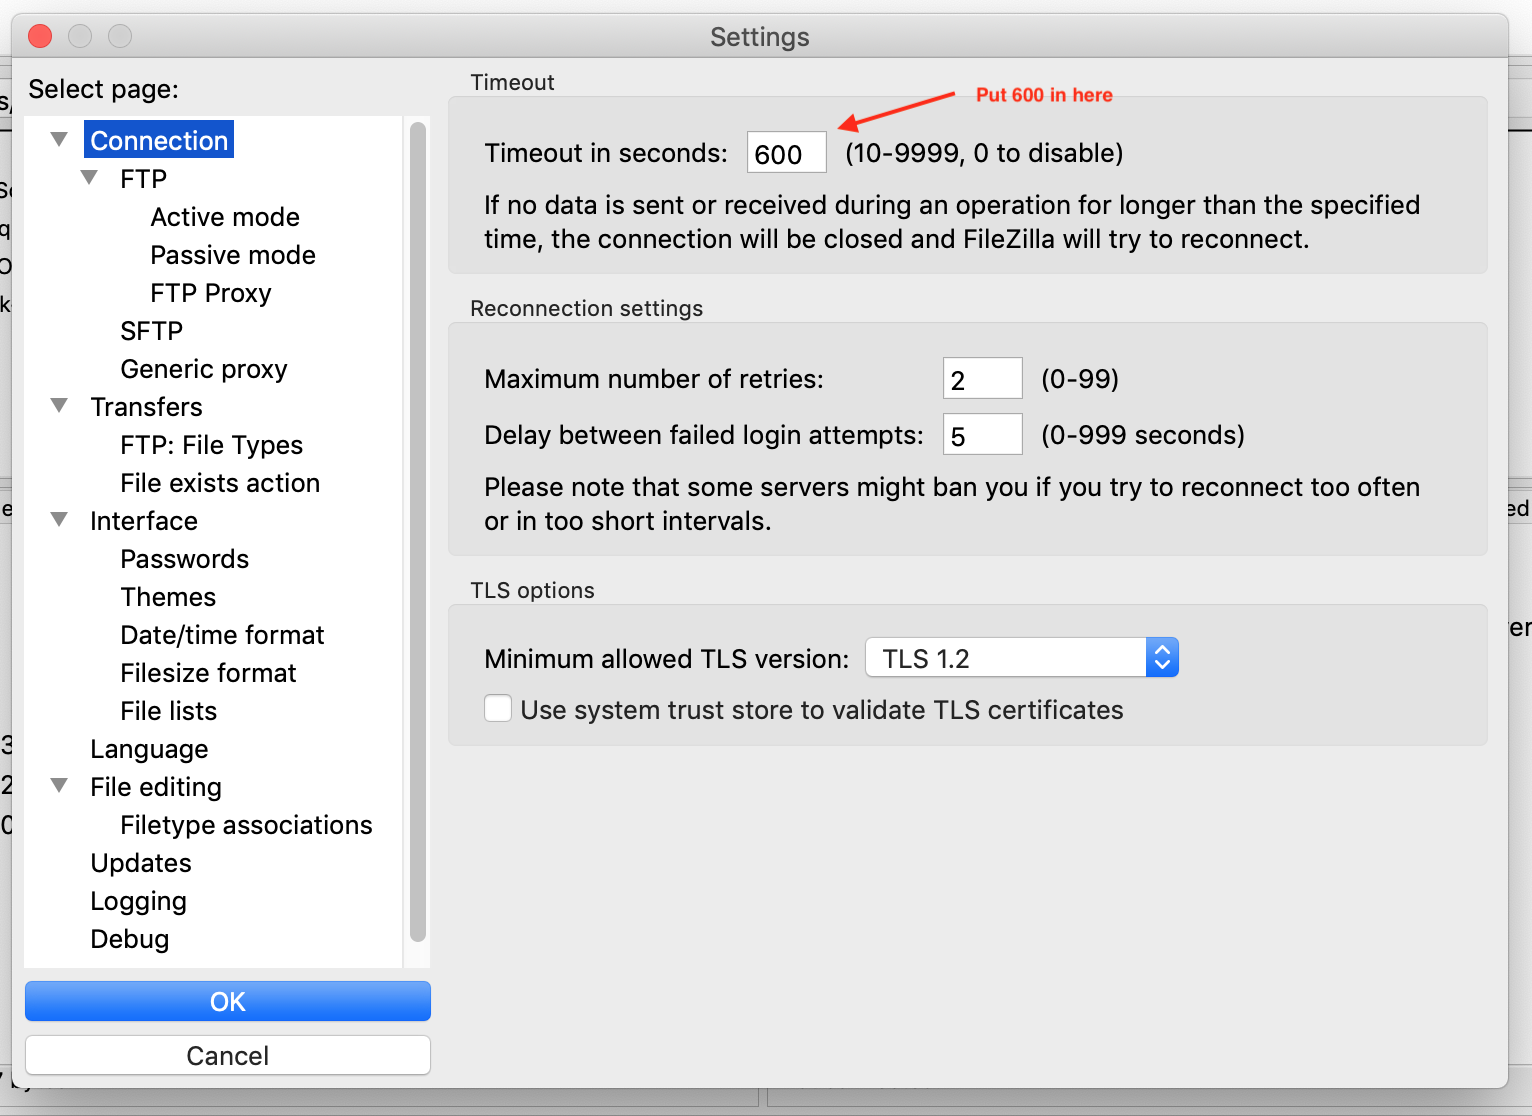 Settings
Select page:
Connection
FTP
Active mode
Passive mode
FTP Proxy
SFTP
Generic proxy
Transfers
FTP: File Types
File exists action
Interface
Passwords
Themes
Date/time format
Filesize format
File lists
Language
File editing
Filetype associations
Updates
Logging
Debug
OK
Cancel
Timeout
Put 600 in here
Timeout in seconds: 600 (10-9999, 0 to disable)
If no data is sent or received during an operation for longer than the specified
time, the connection will be closed and FileZilla will try to reconnect.
Reconnection settings
Maximum number of retries: 2 (0-99)
Delay between failed login attempts: 5 (0-999 seconds)
Please note that some servers might ban you if you try to reconnect too often
or in too short intervals.
TLS options
Minimum allowed TLS version: TLS 1.2
Use system trust store to validate TLS certificates